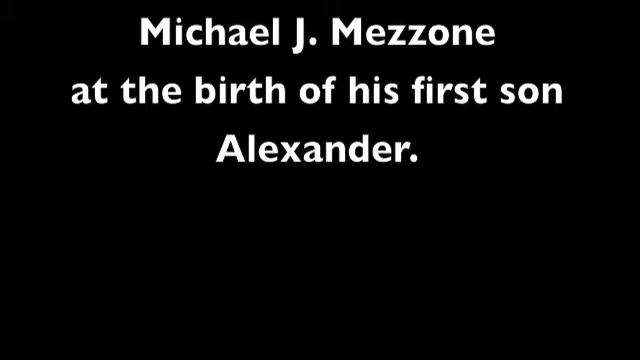 Michael J. Mezzone
at the birth of his first son
Alexander.